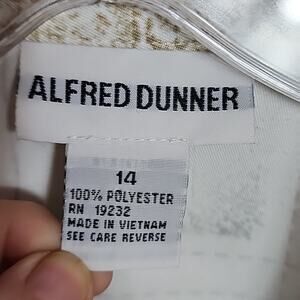 ALFRED DUNNER
14
100% POLYESTER
RN 19232
MADE IN VIETNAM
SEE CARE REVERSE